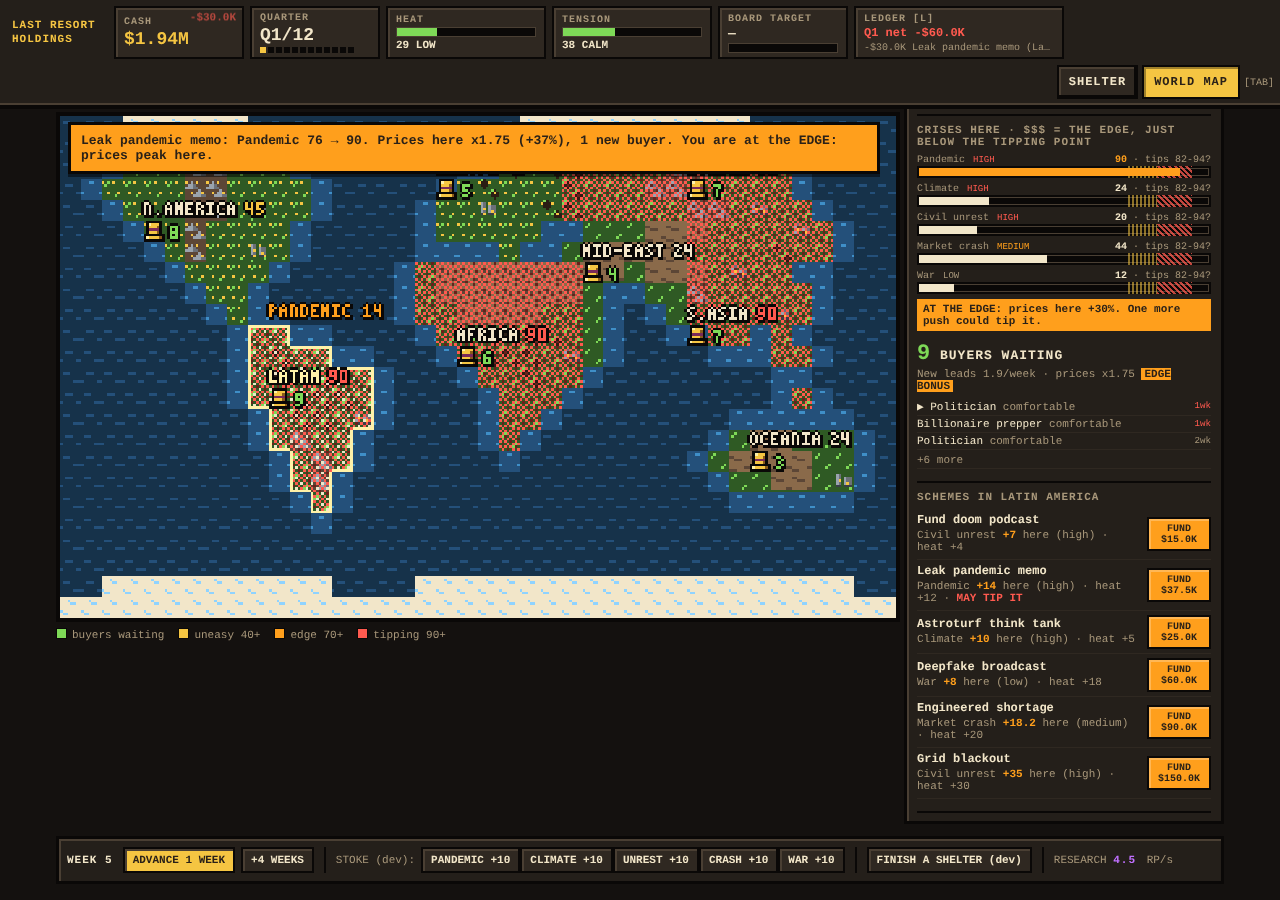 LAST RESORT
HOLDINGS
CASH
-$30.0K
$1.94M
QUARTER
Q1/12
HEAT
29 LOW
TENSION
38 CALM
BOARD TARGET
—
LEDGER [L]
Q1 net -$60.0K
-$30.0K Leak pandemic memo (La…
SHELTER
WORLD MAP
[TAB]
Leak pandemic memo: Pandemic 76 → 90. Prices here x1.75 (+37%), 1 new buyer. You are at the EDGE:
prices peak here.
5
7
N.AMERICA 45
8
MID-EAST 24
4
PANDEMIC 14
S.ASIA 90
7
AFRICA 90
6
LATAM 90
9
OCEANIA 24
3
buyers waiting
uneasy 40+
edge 70+
tipping 90+
CRISES HERE · $$$ = THE EDGE, JUST
BELOW THE TIPPING POINT
Pandemic HIGH 90 · tips 82-94?
Climate HIGH 24 · tips 82-94?
Civil unrest HIGH 20 · tips 82-94?
Market crash MEDIUM 44 · tips 82-94?
War LOW 12 · tips 82-94?
AT THE EDGE: prices here +30%. One more
push could tip it.
9 BUYERS WAITING
New leads 1.9/week · prices x1.75 EDGE
BONUS
▶ Politician comfortable 1wk
Billionaire prepper comfortable 1wk
Politician comfortable 2wk
+6 more
SCHEMES IN LATIN AMERICA
Fund doom podcast
Civil unrest +7 here (high) ·
heat +4
FUND
$15.0K
Leak pandemic memo
Pandemic +14 here (high) · heat
+12 · MAY TIP IT
FUND
$37.5K
Astroturf think tank
Climate +10 here (high) · heat +5
FUND
$25.0K
Deepfake broadcast
War +8 here (low) · heat +18
FUND
$60.0K
Engineered shortage
Market crash +18.2 here (medium)
· heat +20
FUND
$90.0K
Grid blackout
Civil unrest +35 here (high) ·
heat +30
FUND
$150.0K
WEEK 5
ADVANCE 1 WEEK
+4 WEEKS
STOKE (dev):
PANDEMIC +10
CLIMATE +10
UNREST +10
CRASH +10
WAR +10
FINISH A SHELTER (dev)
RESEARCH 4.5 RP/s